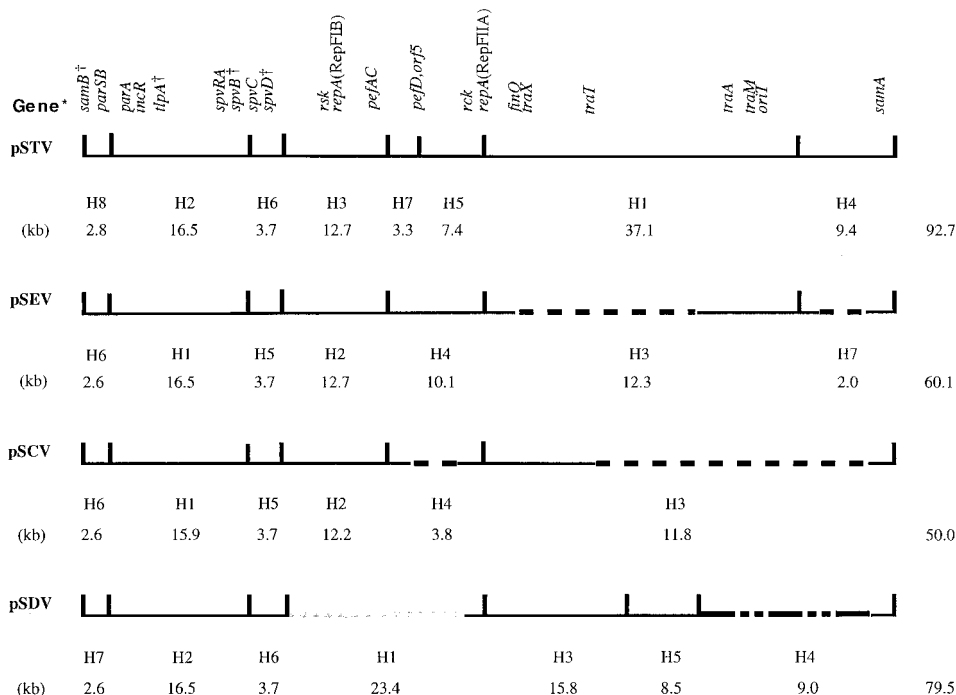 Gene*
samB†
parSB
parA
incR
tlpA†
spvRA
spvB†
spvC
spvD†
rsk
repA(RepFIB)
pefAC
pefD,orf5
rck
repA(RepFIIA)
finO
traX
traT
traA
traM
oriT
samA
pSTV
H8 H2 H6 H3 H7 H5 H1 H4
(kb) 2.8 16.5 3.7 12.7 3.3 7.4 37.1 9.4 92.7
pSEV
H6 H1 H5 H2 H4 H3 H7
(kb) 2.6 16.5 3.7 12.7 10.1 12.3 2.0 60.1
pSCV
H6 H1 H5 H2 H4 H3
(kb) 2.6 15.9 3.7 12.2 3.8 11.8 50.0
pSDV
H7 H2 H6 H1 H3 H5 H4
(kb) 2.6 16.5 3.7 23.4 15.8 8.5 9.0 79.5